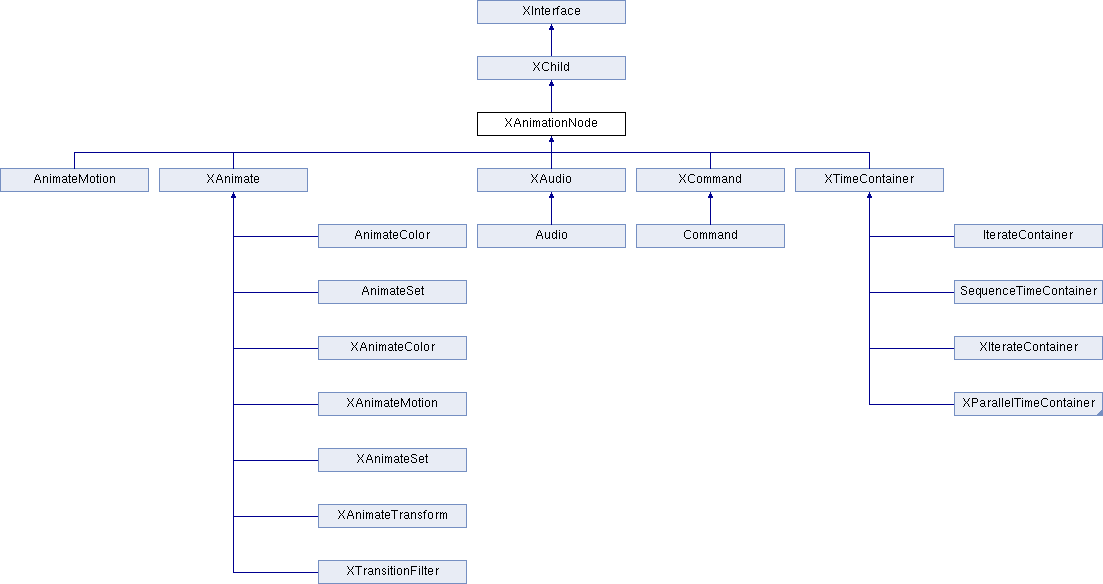 XInterface
XChild
XAnimationNode
AnimateMotion
XAnimate
XAudio
XCommand
XTimeContainer
AnimateColor
Audio
Command
IterateContainer
AnimateSet
SequenceTimeContainer
XAnimateColor
XIterateContainer
XAnimateMotion
XParallelTimeContainer
XAnimateSet
XAnimateTransform
XTransitionFilter